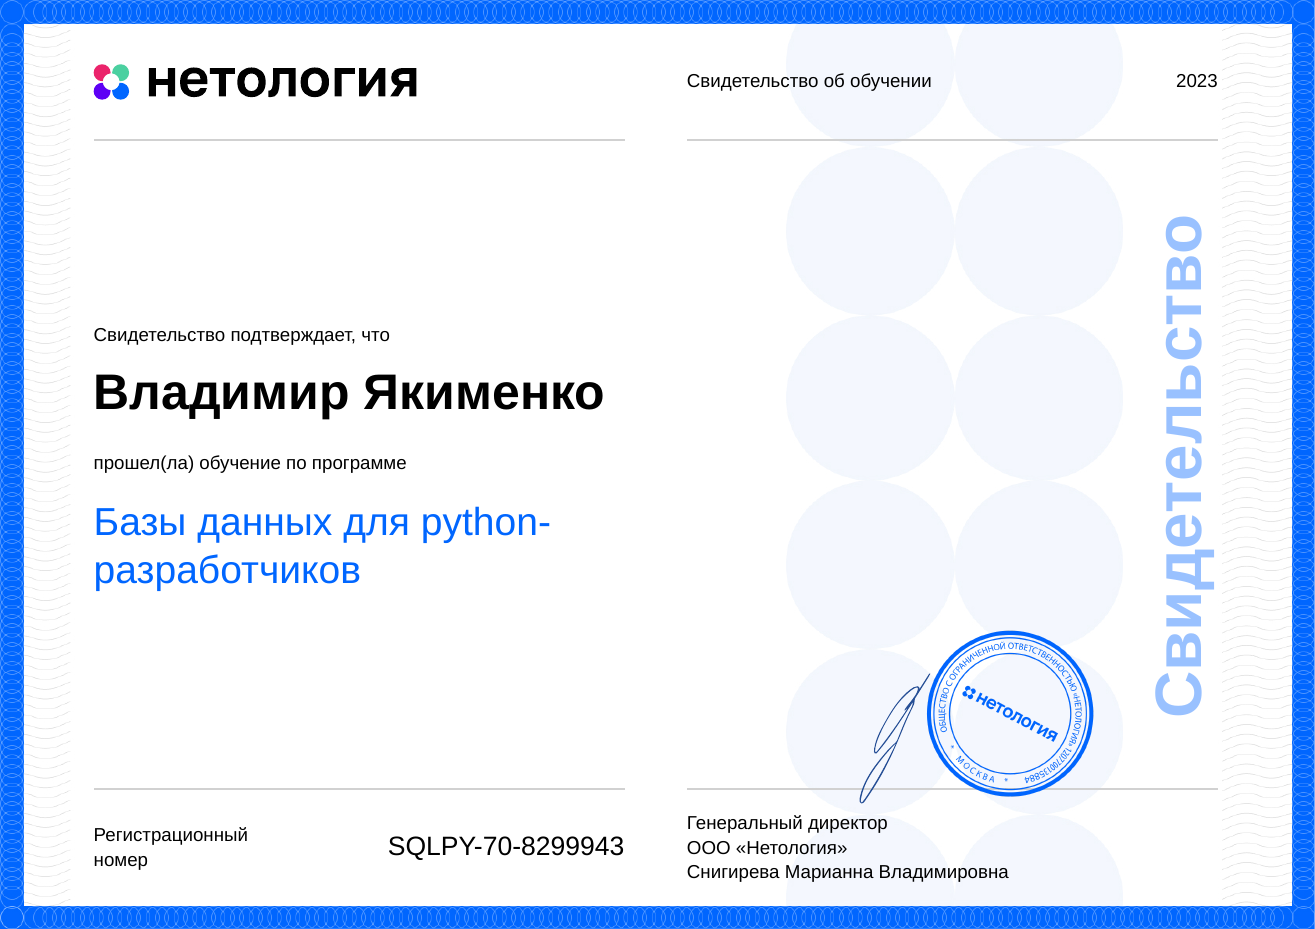 нетология
Свидетельство об обучении
2023
Свидетельство подтверждает, что
Владимир Якименко
прошел(ла) обучение по программе
Базы данных для python-
разработчиков
Свидетельство
ОБЩЕСТВО С ОГРАНИЧЕННОЙ ОТВЕТСТВЕННОСТЬЮ «НЕТОЛОГИЯ» 1207700135884
* МОСКВА *
нетология
Регистрационный
номер
SQLPY-70-8299943
Генеральный директор
ООО «Нетология»
Снигирева Марианна Владимировна